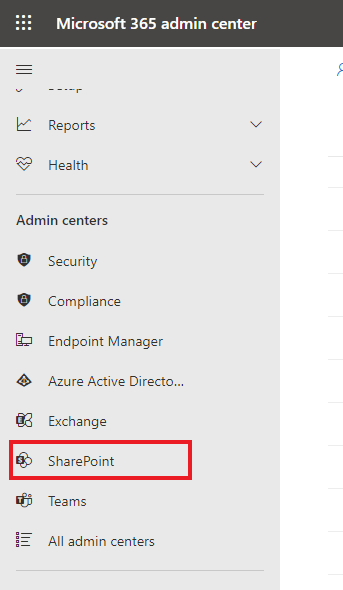 Microsoft 365 admin center
Reports
Health
Admin centers
Security
Compliance
Endpoint Manager
Azure Active Directo...
Exchange
SharePoint
Teams
All admin centers